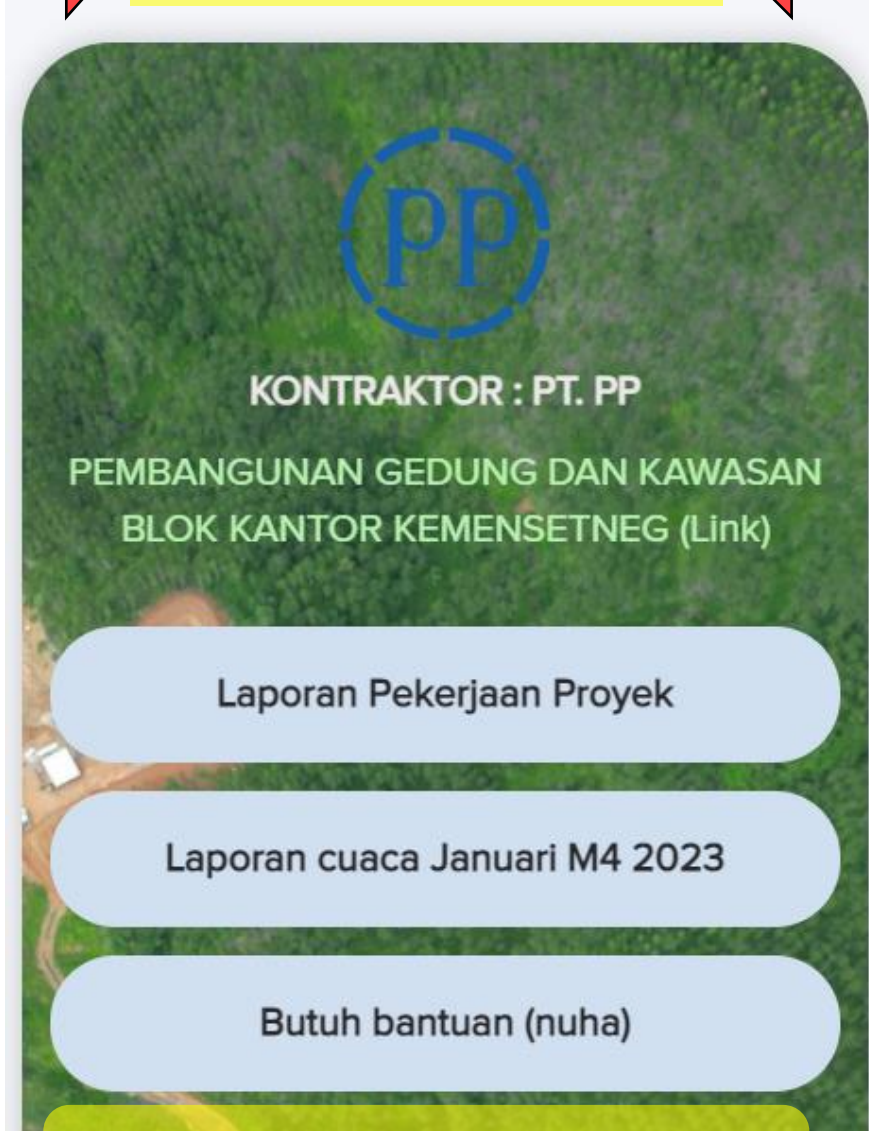 PP
KONTRAKTOR : PT. PP
PEMBANGUNAN GEDUNG DAN KAWASAN
BLOK KANTOR KEMENSETNEG (Link)
Laporan Pekerjaan Proyek
Laporan cuaca Januari M4 2023
Butuh bantuan (nuha)